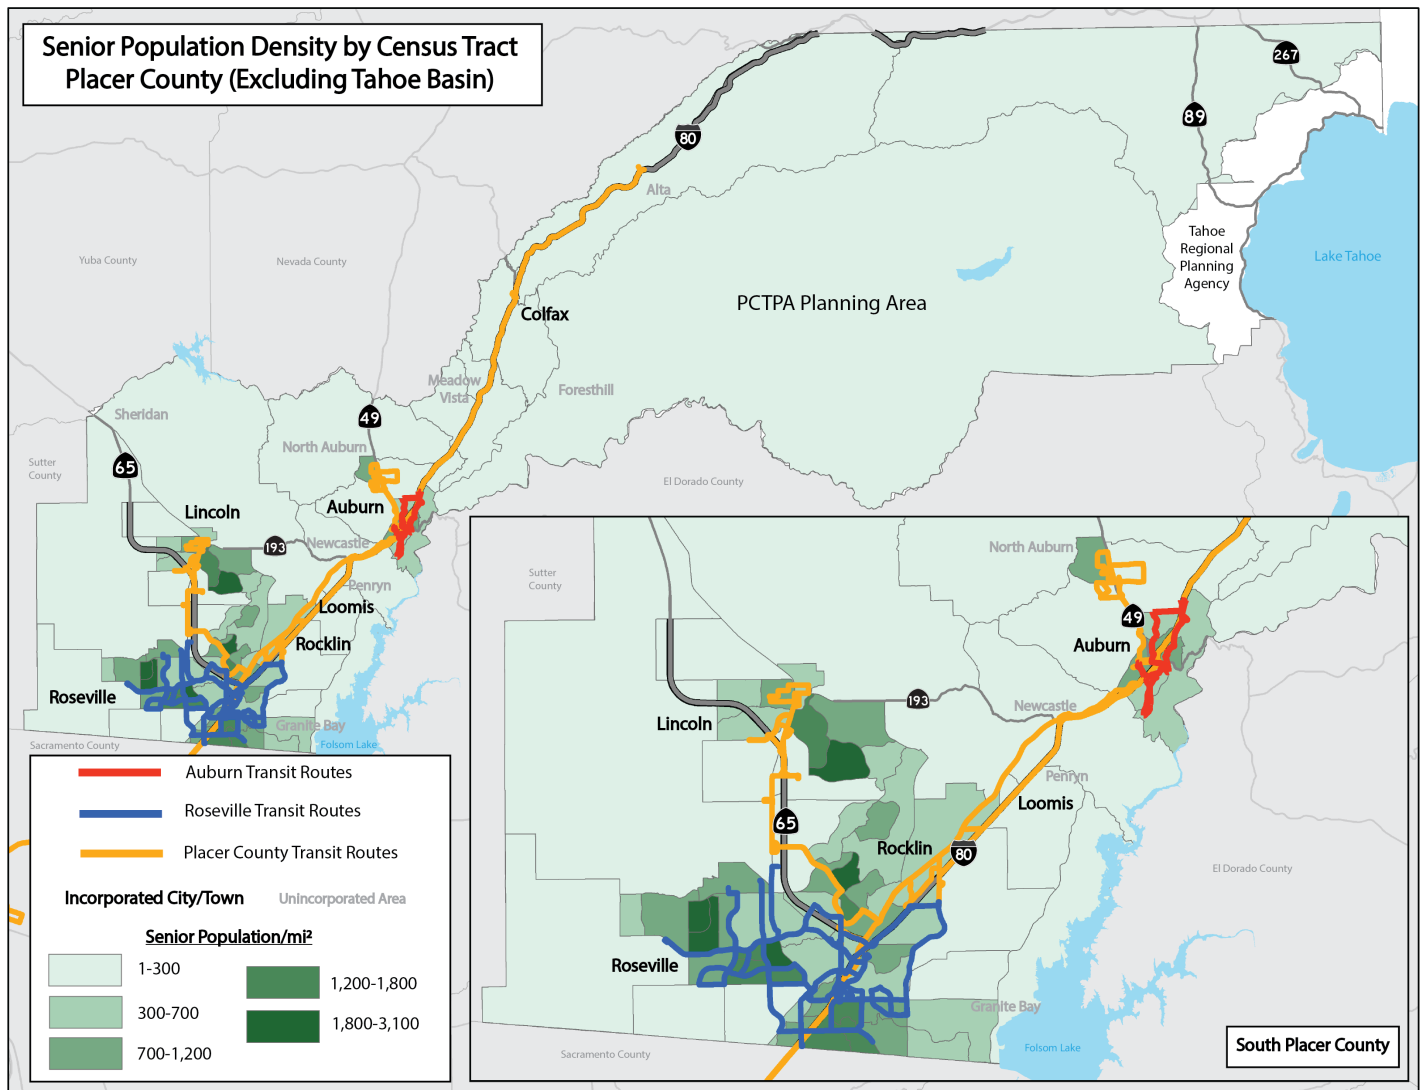 Senior Population Density by Census Tract
Placer County (Excluding Tahoe Basin)
267
89
80
Alta
Tahoe
Regional
Planning
Agency
Lake Tahoe
Yuba County
Nevada County
PCTPA Planning Area
Colfax
Meadow
Vista
Foresthill
Sheridan
49
North Auburn
65
Sutter
County
El Dorado County
Lincoln
Auburn
193
Newcastle
Penryn
Loomis
Rocklin
Roseville
Granite Bay
Sacramento County
Folsom Lake
Auburn Transit Routes
Roseville Transit Routes
Placer County Transit Routes
Incorporated City/Town
Unincorporated Area
Senior Population/mi²
1-300
300-700
700-1,200
1,200-1,800
1,800-3,100
North Auburn
Sutter
County
49
Auburn
193
Newcastle
Lincoln
Penryn
Loomis
65
Rocklin
80
El Dorado County
Roseville
Granite Bay
Folsom Lake
Sacramento County
South Placer County